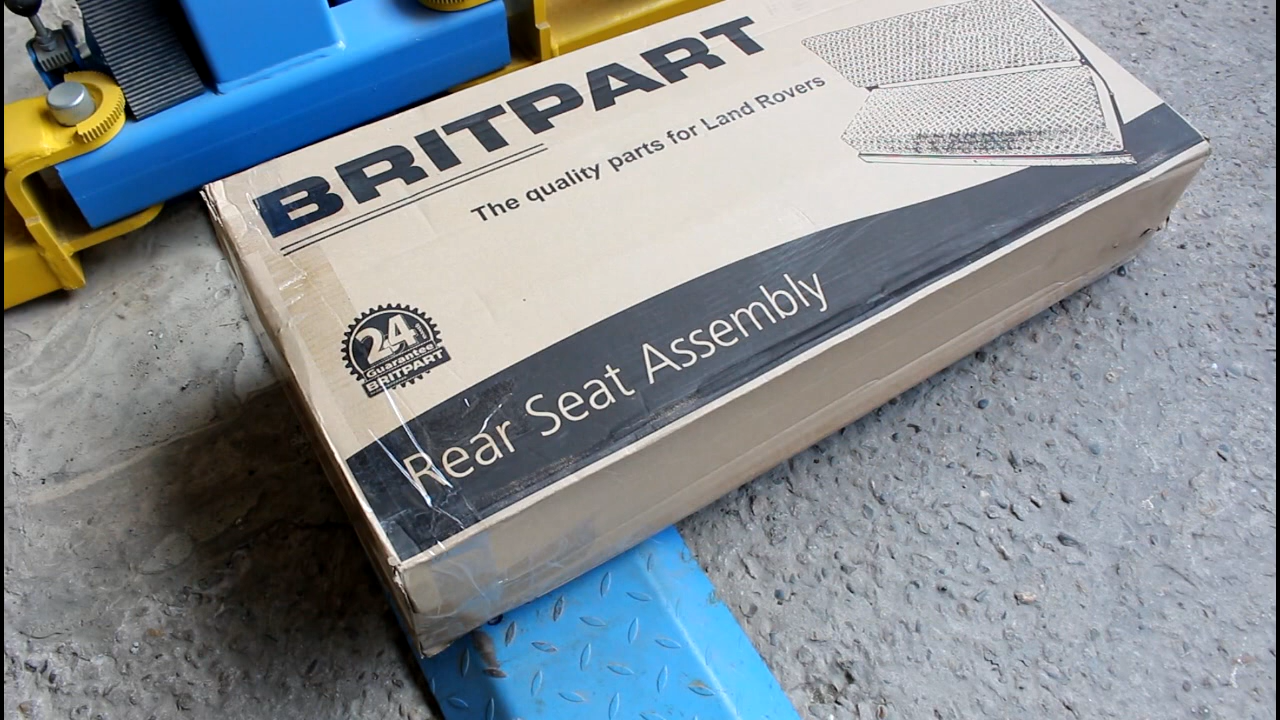 BRITPART
The quality parts for Land Rovers
24
Guarantee
BRITPART
Rear Seat Assembly